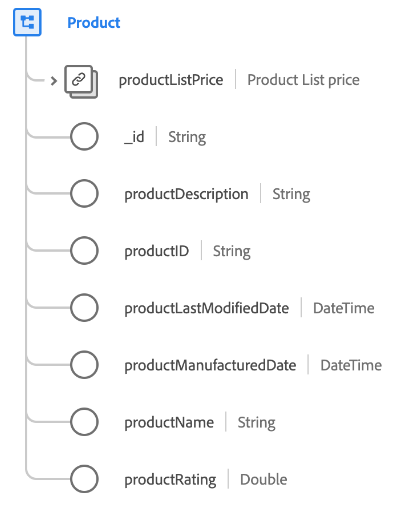 Product
productListPrice Product List price
_id String
productDescription String
productID String
productLastModifiedDate DateTime
productManufacturedDate DateTime
productName String
productRating Double